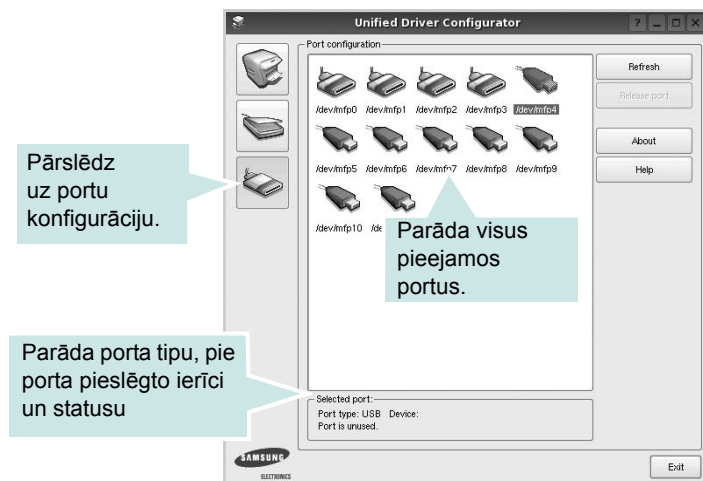 Unified Driver Configurator
Port configuration
/dev/mfp0 /dev/mfp1 /dev/mfp2 /dev/mfp3 /dev/mfp4
/dev/mfp5 /dev/mfp6 /dev/mfp7 /dev/mfp8 /dev/mfp9
/dev/mfp10
Refresh
Release port
About
Help
Pārslēdz
uz portu
konfigurāciju.
Parāda visus
pieejamos
portus.
Parāda porta tipu, pie
porta pieslēgto ierīci
un statusu
Selected port:
Port type: USB Device:
Port is unused.
SAMSUNG
ELECTRONICS
Exit